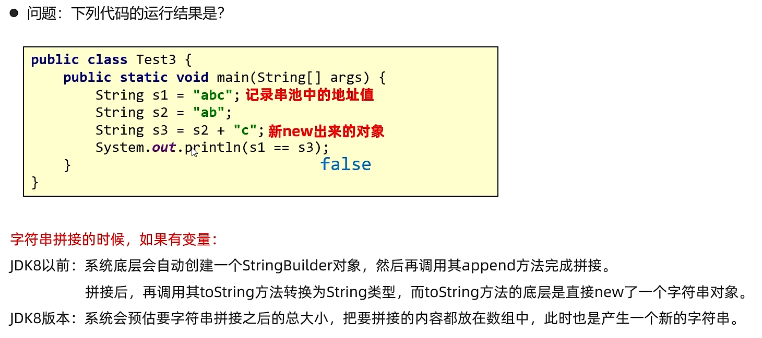 ● 问题：下列代码的运行结果是?
public class Test3 {
public static void main(String[] args) {
String s1 = "abc"; 记录串池中的地址值
String s2 = "ab";
String s3 = s2 + "c"; 新new出来的对象
System.out.println(s1 == s3);
} false
}
字符串拼接的时候，如果有变量：
JDK8以前：系统底层会自动创建一个StringBuilder对象，然后再调用其append方法完成拼接。
拼接后，再调用其toString方法转换为String类型，而toString方法的底层是直接new了一个字符串对象。
JDK8版本：系统会预估要字符串拼接之后的总大小，把要拼接的内容都放在数组中，此时也是产生一个新的字符串。